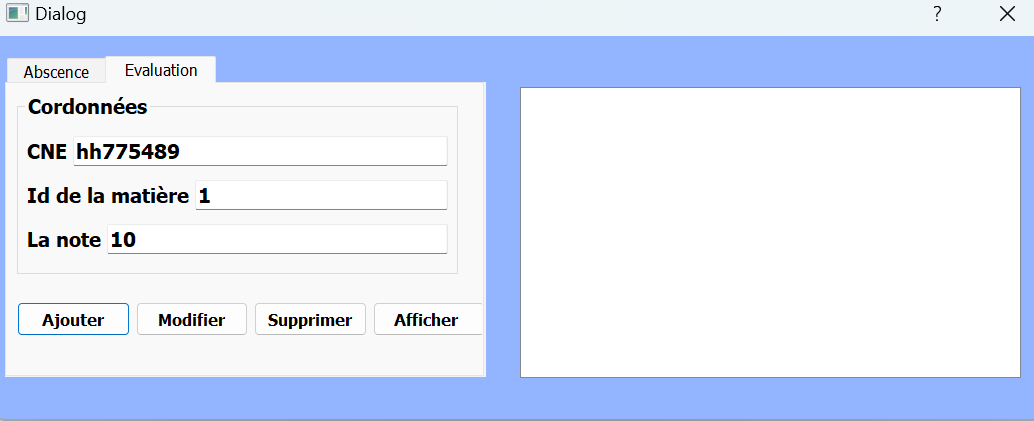 Dialog ?
Abscence Evaluation
Cordonnées
CNE hh775489
Id de la matière 1
La note 10
Ajouter Modifier Supprimer Afficher